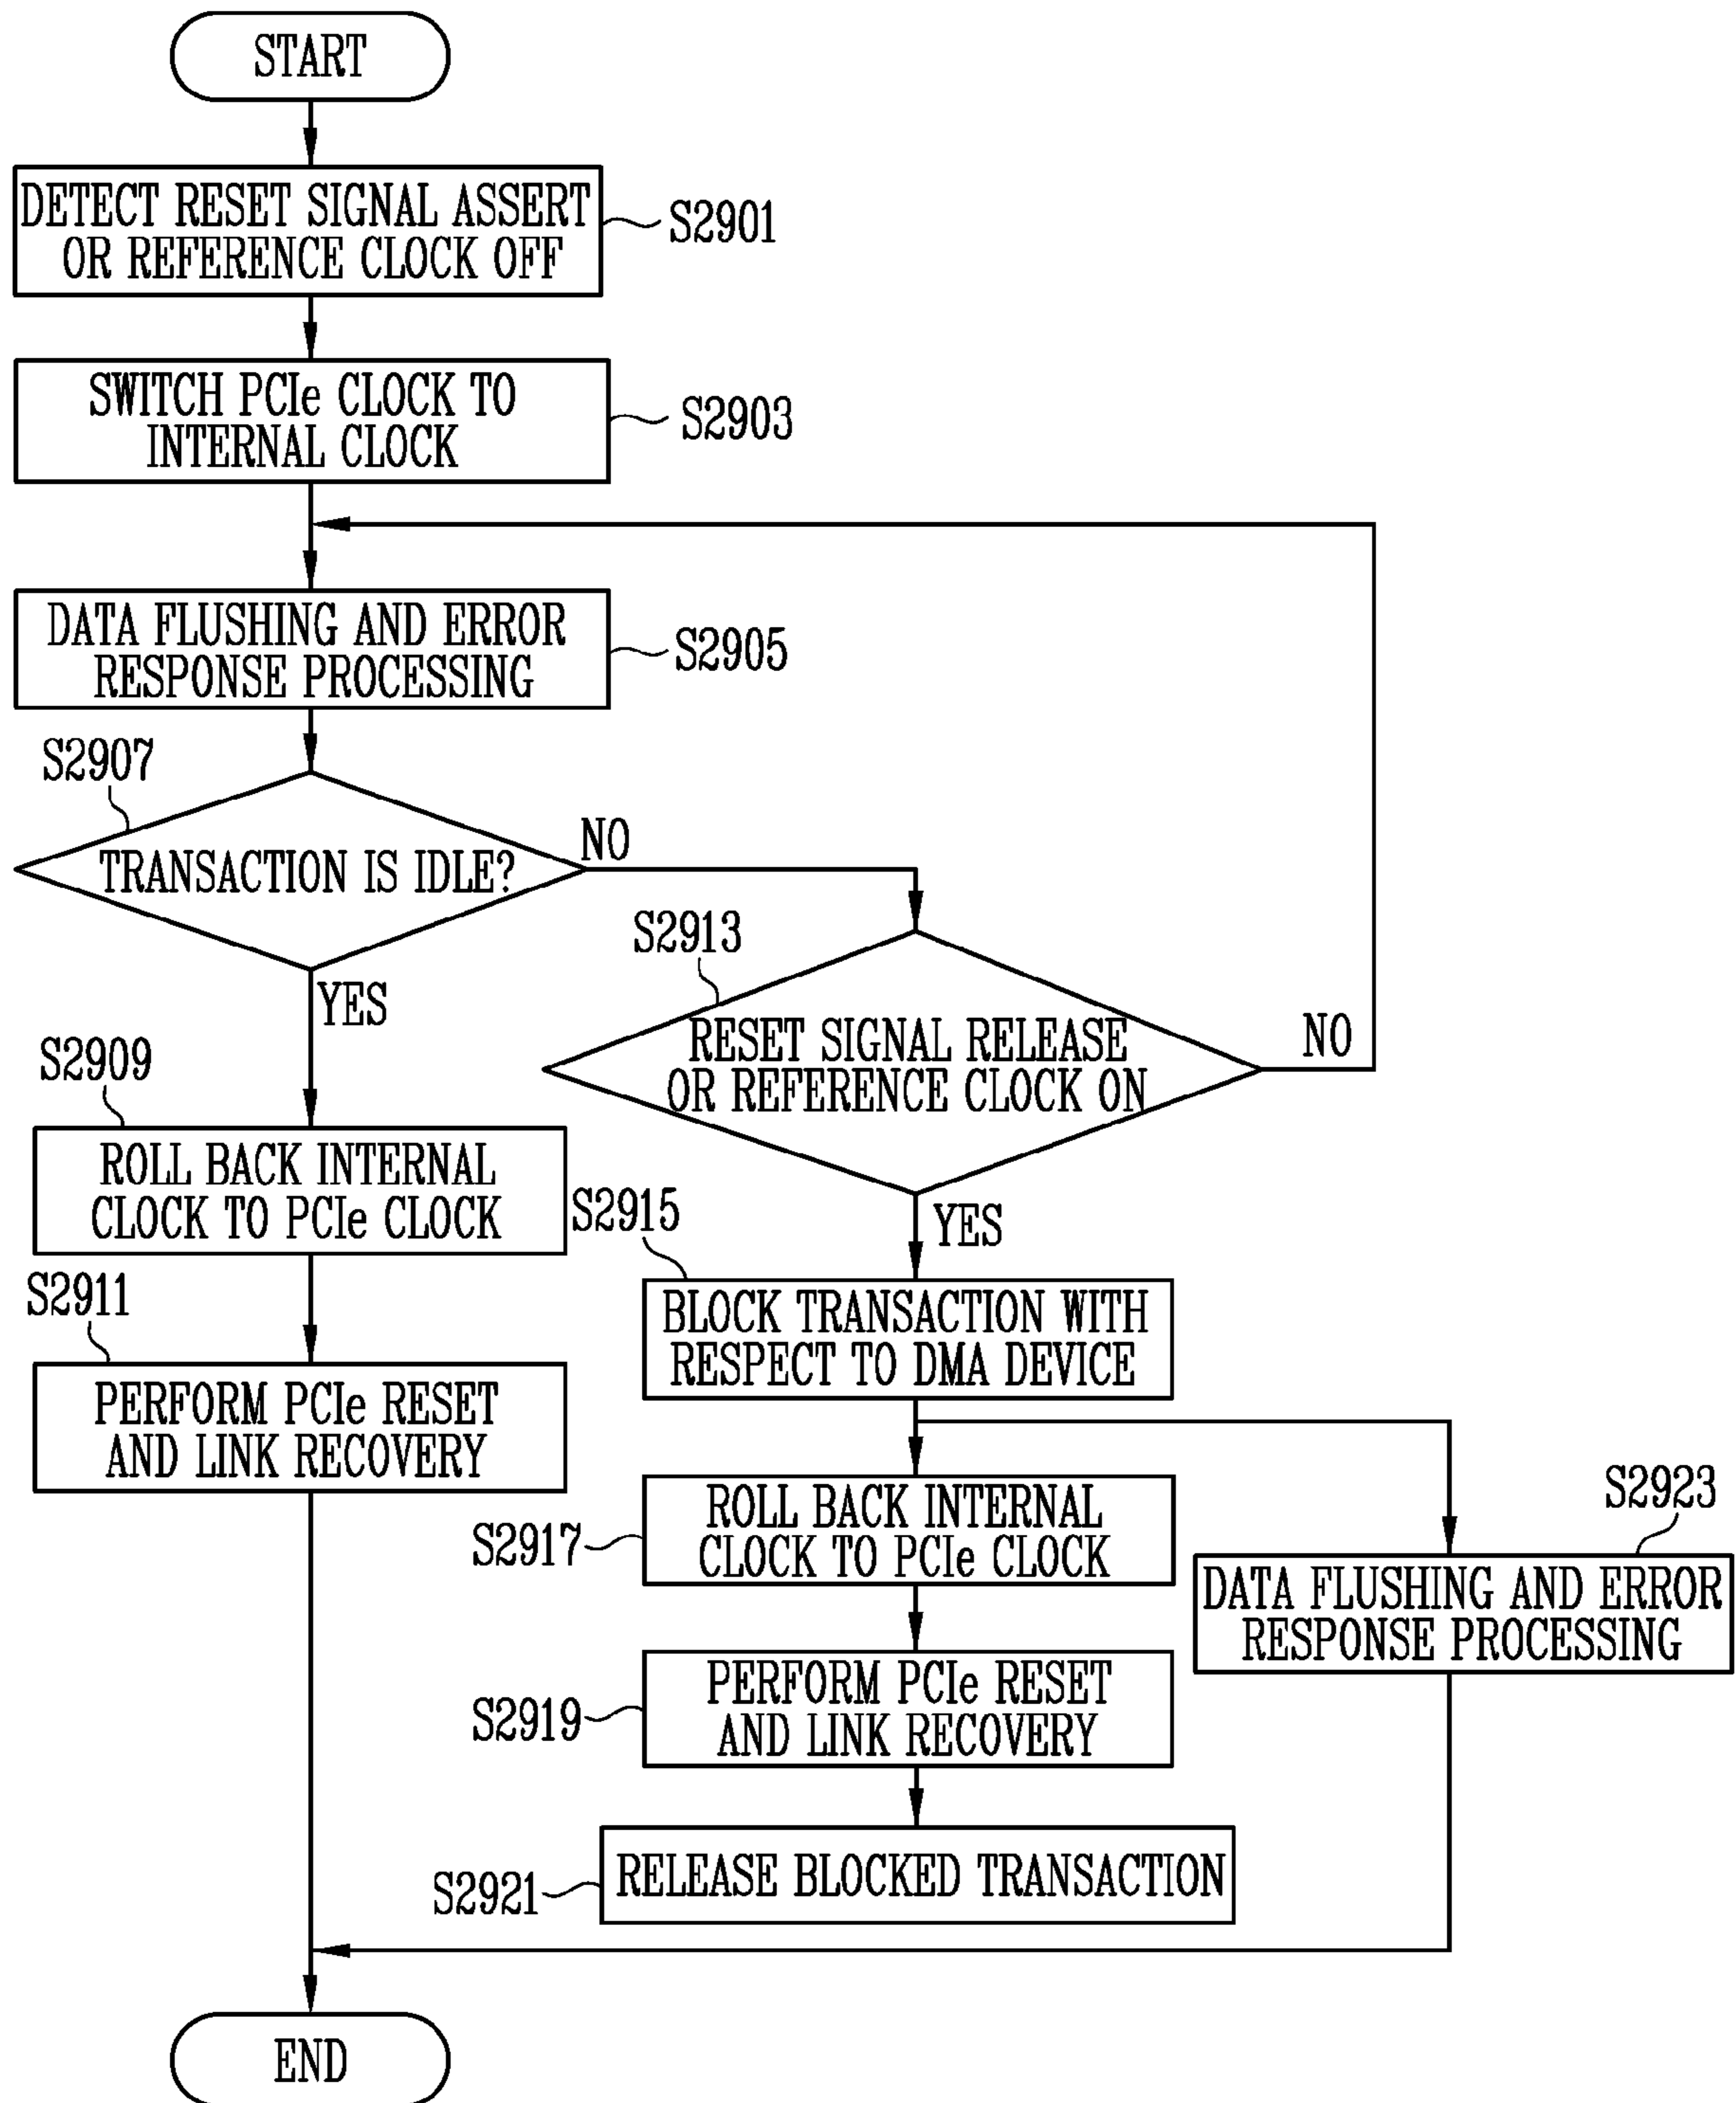 START
DETECT RESET SIGNAL ASSERT
OR REFERENCE CLOCK OFF
S2901
SWITCH PCIe CLOCK TO
INTERNAL CLOCK
S2903
DATA FLUSHING AND ERROR
RESPONSE PROCESSING
S2905
S2907
TRANSACTION IS IDLE?
NO
YES
S2909
ROLL BACK INTERNAL
CLOCK TO PCIe CLOCK
S2911
PERFORM PCIe RESET
AND LINK RECOVERY
S2913
RESET SIGNAL RELEASE
OR REFERENCE CLOCK ON
NO
YES
S2915
BLOCK TRANSACTION WITH
RESPECT TO DMA DEVICE
ROLL BACK INTERNAL
CLOCK TO PCIe CLOCK
S2917
PERFORM PCIe RESET
AND LINK RECOVERY
S2919
RELEASE BLOCKED TRANSACTION
S2921
S2923
DATA FLUSHING AND ERROR
RESPONSE PROCESSING
END